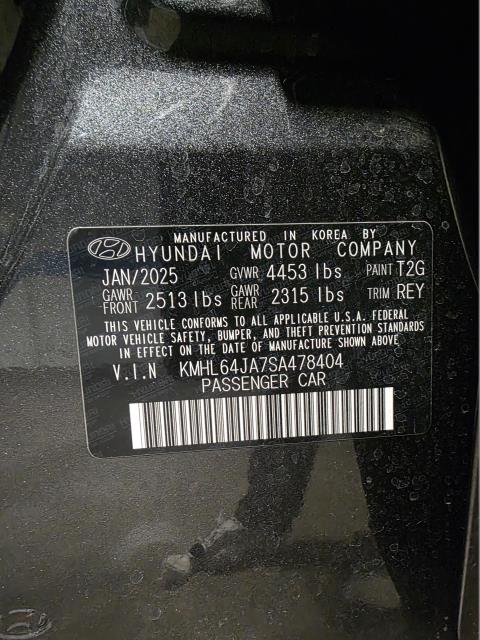 MANUFACTURED IN KOREA BY
HYUNDAI MOTOR COMPANY
JAN/2025 GVWR 4453 lbs PAINT T2G
GAWR FRONT 2513 lbs GAWR REAR 2315 lbs TRIM REY
THIS VEHICLE CONFORMS TO ALL APPLICABLE U.S.A. FEDERAL
MOTOR VEHICLE SAFETY, BUMPER, AND THEFT PREVENTION STANDARDS
IN EFFECT ON THE DATE OF MANUFACTURE SHOWN ABOVE
V.I.N KMHL64JA7SA478404
PASSENGER CAR